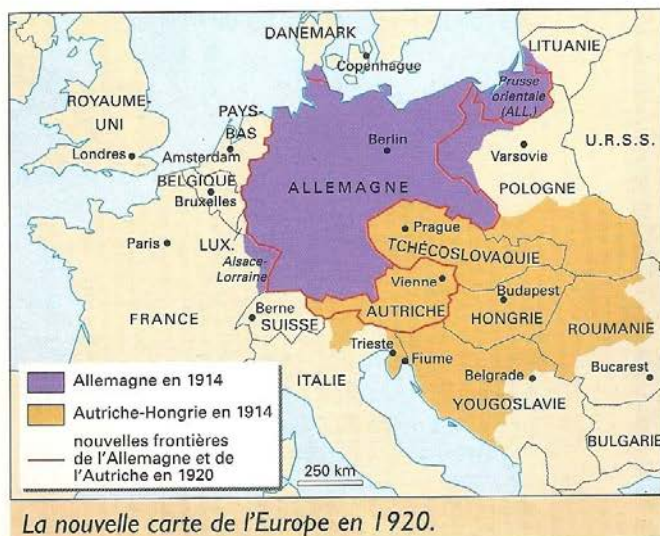 DANEMARK
Copenhague
LITUANIE
Prusse
orientale
(ALL.)
ROYAUME-
UNI
Londres
PAYS-
BAS
Amsterdam
Berlin
U.R.S.S.
Varsovie
POLOGNE
BELGIQUE
Bruxelles
ALLEMAGNE
Prague
TCHÉCOSLOVAQUIE
Paris
LUX.
Alsace-
Lorraine
Vienne
AUTRICHE
Budapest
HONGRIE
ROUMANIE
FRANCE
Berne
SUISSE
Trieste
Fiume
ITALIE
Belgrade
YOUGOSLAVIE
Bucarest
BULGARIE
Allemagne en 1914
Autriche-Hongrie en 1914
nouvelles frontières
de l'Allemagne et de
l'Autriche en 1920
250 km
La nouvelle carte de l'Europe en 1920.